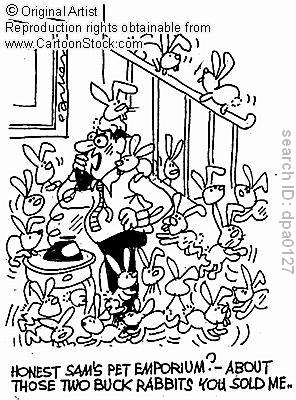 © Original Artist
Reproduction rights obtainable from
www.CartoonStock.com
search ID: dpa0127
HONEST SAM'S PET EMPORIUM? - ABOUT
THOSE TWO BUCK RABBITS YOU SOLD ME..